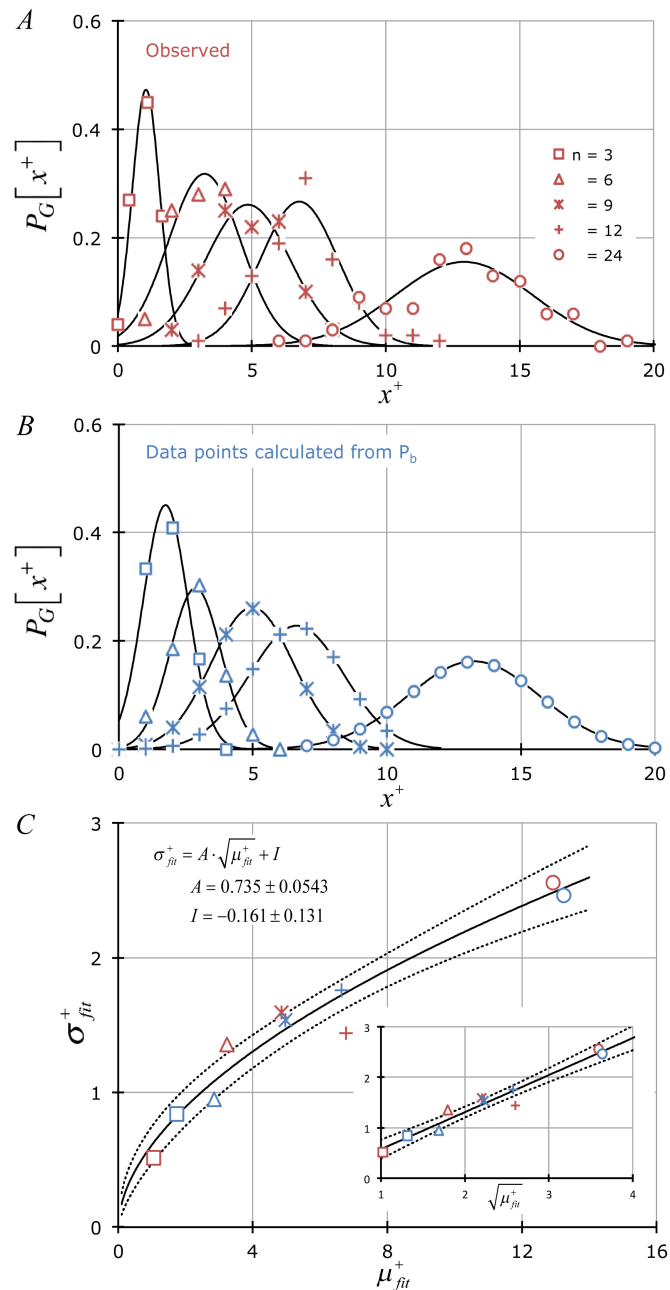 A
Observed
P_G[x^+]
0.6
0.4
0.2
0
n = 3
= 6
= 9
= 12
= 24
0 5 10 15 20
x^+
B
Data points calculated from P_b
P_G[x^+]
0.6
0.4
0.2
0
0 5 10 15 20
x^+
C
σ^+_fit = A·√μ^+_fit + I
A = 0.735 ± 0.0543
I = −0.161 ± 0.131
σ^+_fit
3
2
1
0
3
2
1
0
1 2 3 4
√μ^+_fit
0 4 8 12 16
μ^+_fit